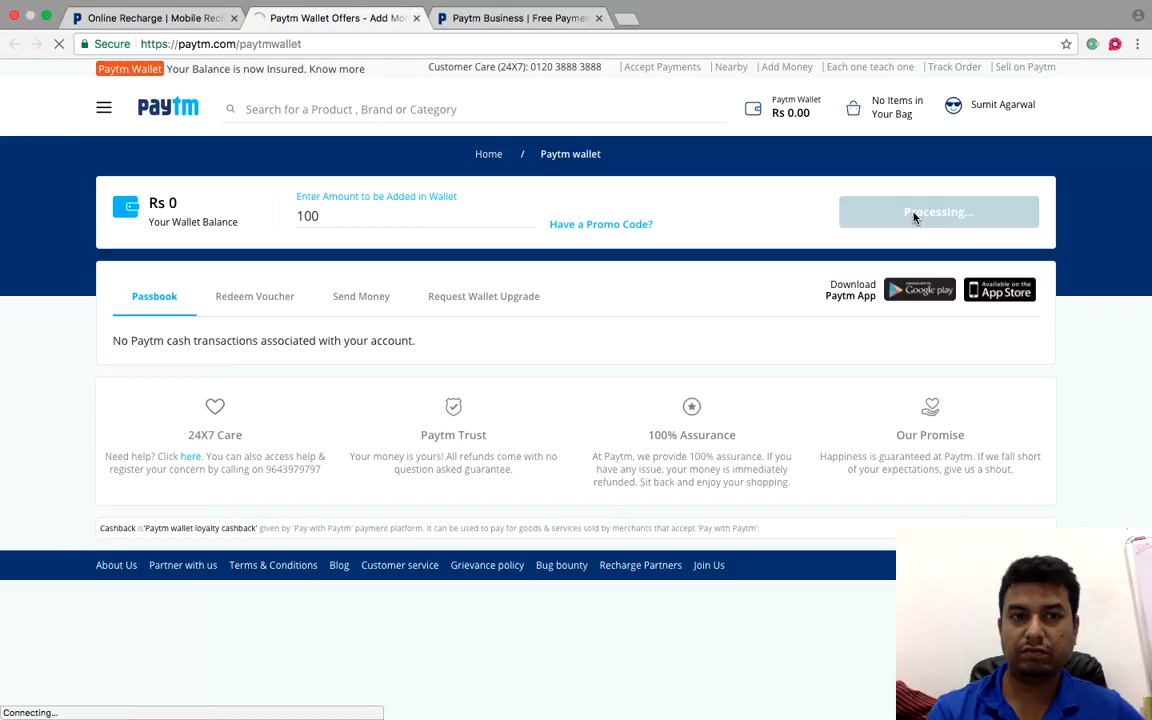 Online Recharge | Mobile Rec
Paytm Wallet Offers - Add Mo
Paytm Business | Free Payme
Secure
https://paytm.com/paytmwallet
Paytm Wallet Your Balance is now Insured. Know more
Customer Care (24X7): 0120 3888 3888
| Accept Payments | Nearby | Add Money | Each one teach one | Track Order | Sell on Paytm
paytm
Search for a Product , Brand or Category
Paytm Wallet
Rs 0.00
No Items in
Your Bag
Sumit Agarwal
Home / Paytm wallet
Rs 0
Your Wallet Balance
Enter Amount to be Added in Wallet
100
Have a Promo Code?
Processing...
Passbook
Redeem Voucher
Send Money
Request Wallet Upgrade
Download
Paytm App
Google play
Available on the
App Store
No Paytm cash transactions associated with your account.
24X7 Care
Need help? Click here. You can also access help &
register your concern by calling on 9643979797
Paytm Trust
Your money is yours! All refunds come with no
question asked guarantee.
100% Assurance
At Paytm, we provide 100% assurance. If you
have any issue, your money is immediately
refunded. Sit back and enjoy your shopping.
Our Promise
Happiness is guaranteed at Paytm. If we fall short
of your expectations, give us a shout.
Cashback is'Paytm wallet loyalty cashback' given by 'Pay with Paytm' payment platform. it can be used to pay for goods & services sold by merchants that accept 'Pay with Paytm'.
About Us
Partner with us
Terms & Conditions
Blog
Customer service
Grievance policy
Bug bounty
Recharge Partners
Join Us
Connecting...